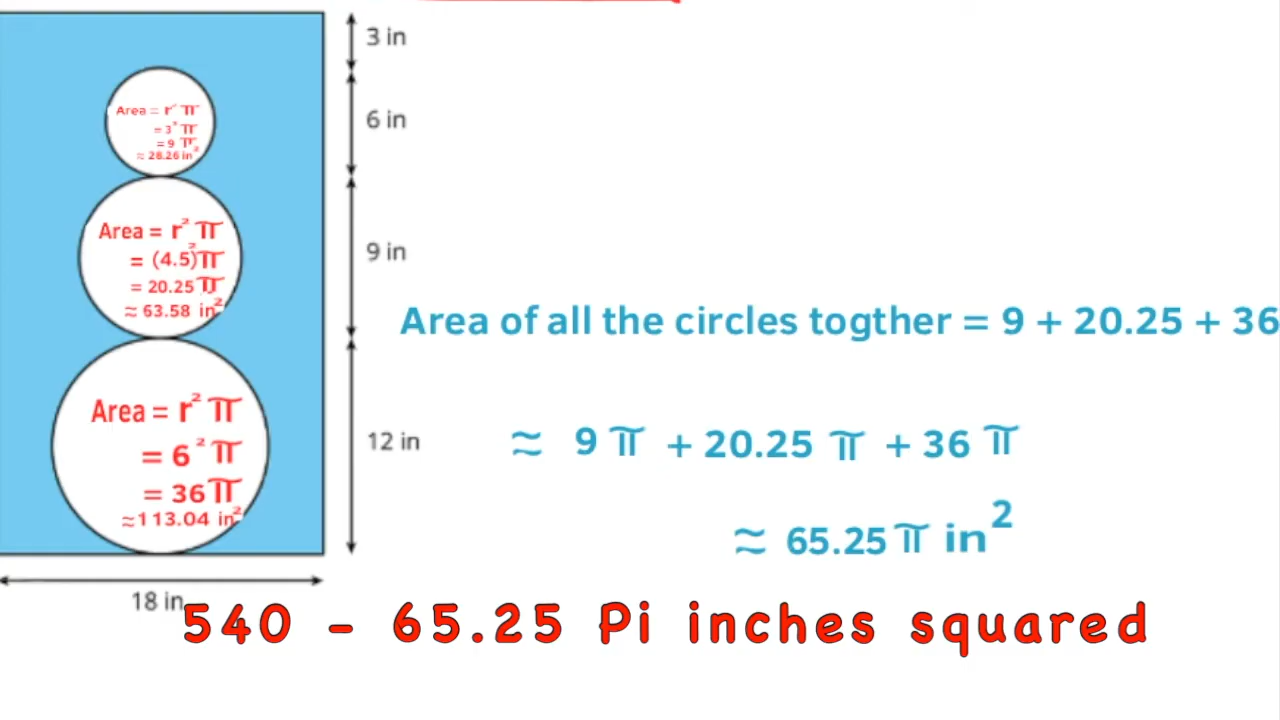 3 in
Area = r² π
= 3² π
= 9 π
≈ 28.26 in²
6 in
Area = r² π
= (4.5)² π
= 20.25 π
≈ 63.58 in²
9 in
Area of all the circles togther = 9 + 20.25 + 36
Area = r² π
= 6² π
= 36 π
≈ 113.04 in²
12 in
≈ 9 π + 20.25 π + 36 π
≈ 65.25 π in²
18 in
540 - 65.25 Pi inches squared